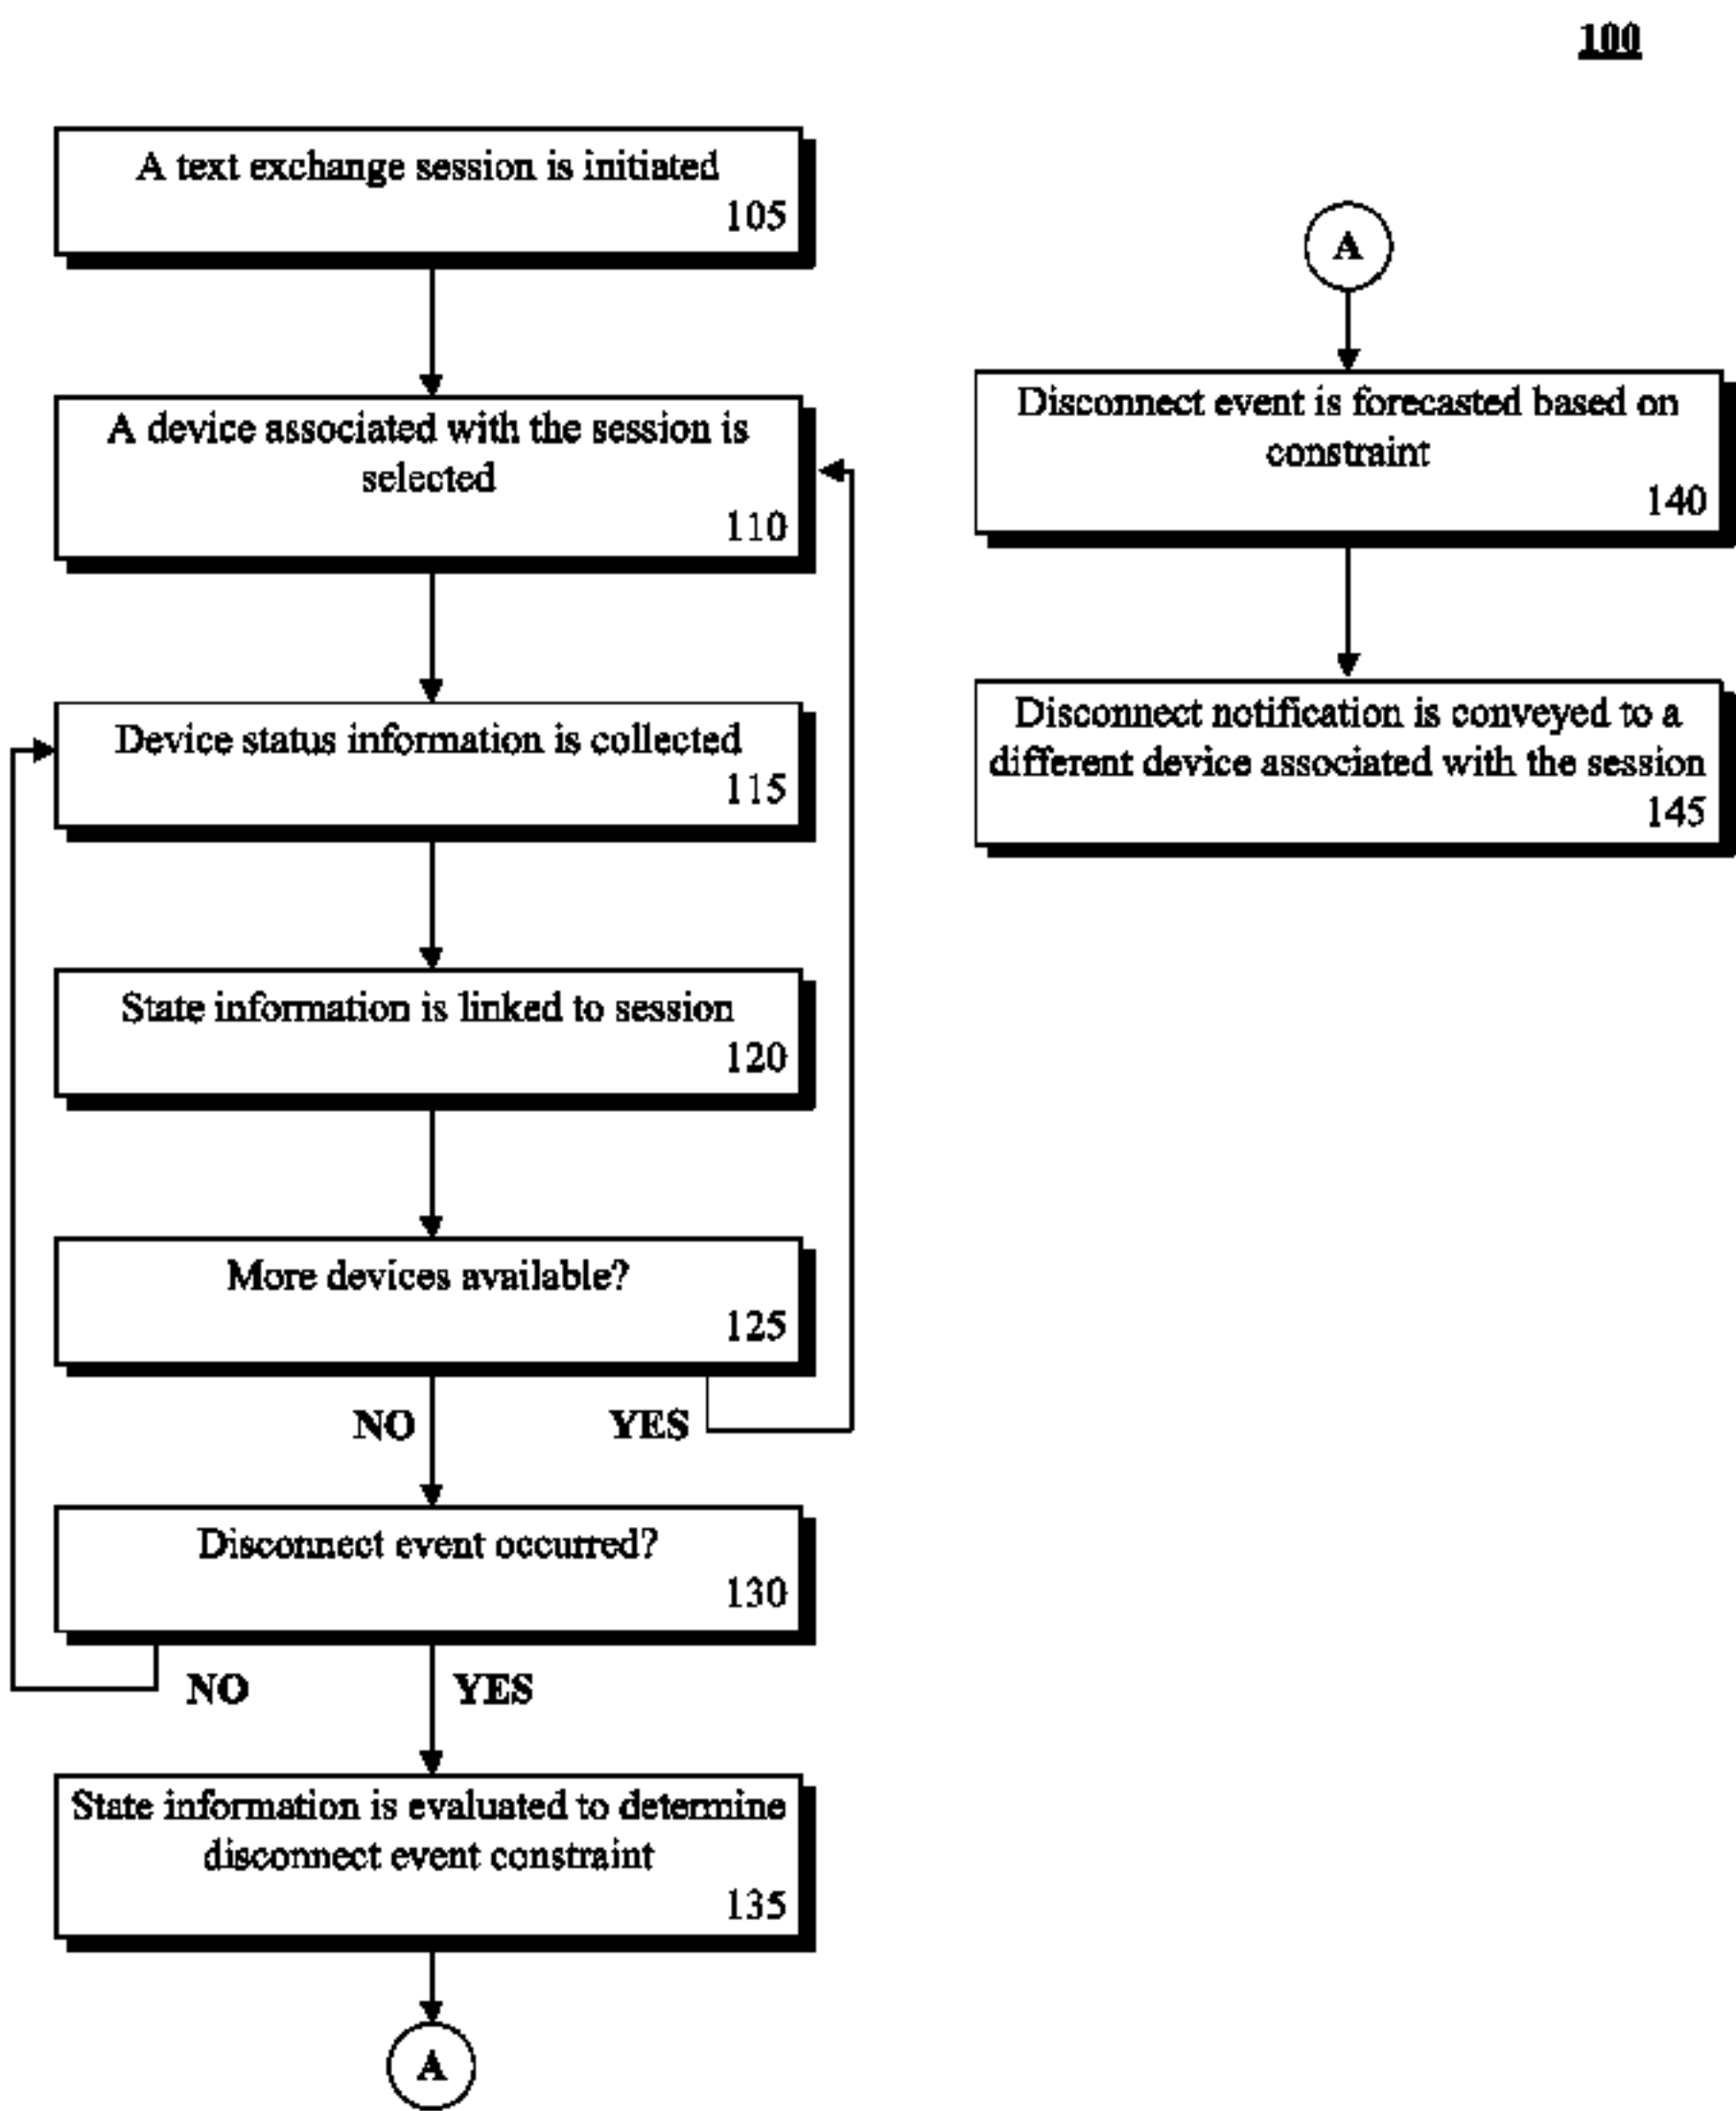 100
A text exchange session is initiated
105
A device associated with the session is
selected
110
Device status information is collected
115
State information is linked to session
120
More devices available?
125
NO
YES
Disconnect event occurred?
130
NO
YES
State information is evaluated to determine
disconnect event constraint
135
A
A
Disconnect event is forecasted based on
constraint
140
Disconnect notification is conveyed to a
different device associated with the session
145